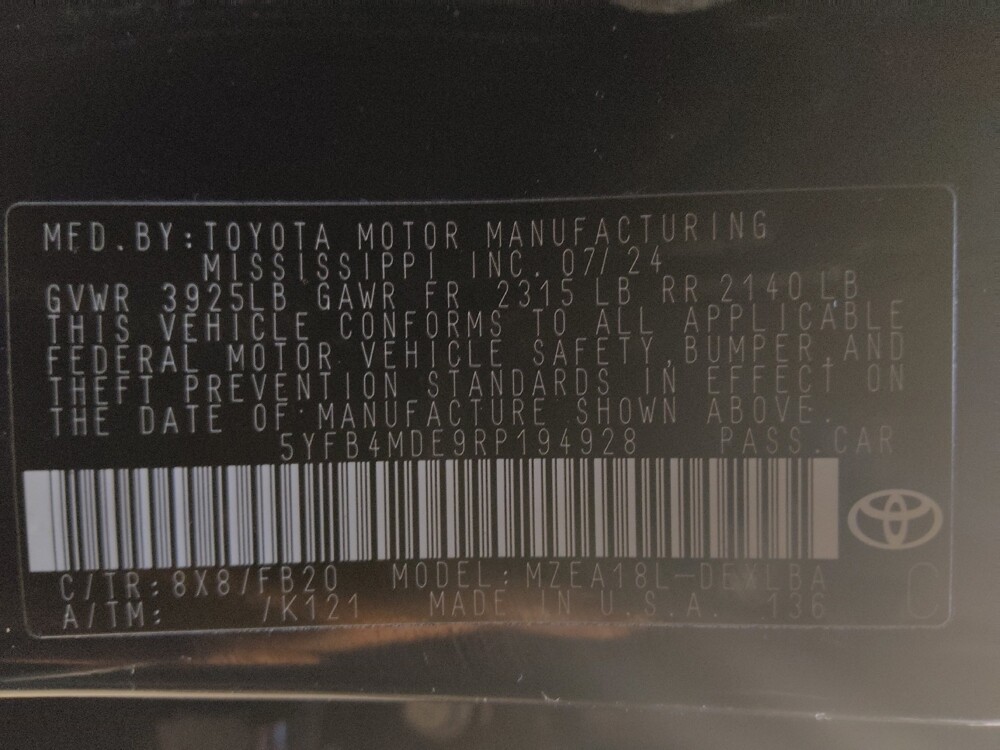 MFD.BY:TOYOTA MOTOR MANUFACTURING
MISSISSIPPI INC. 07/24
GVWR 3925LB GAWR FR 2315 LB RR 2140 LB
THIS VEHICLE CONFORMS TO ALL APPLICABLE
FEDERAL MOTOR VEHICLE SAFETY,BUMPER,AND
THEFT PREVENTION STANDARDS IN EFFECT ON
THE DATE OF MANUFACTURE SHOWN ABOVE.
5YFB4MDE9RP194928 PASS.CAR
C/TR:8X8/FB20 MODEL:MZEA18L-DEXLBA
A/TM: /K121 MADE IN U.S.A. 136 C